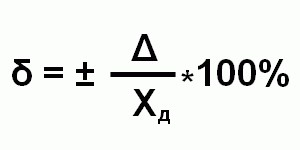 δ = ± Δ / Xд * 100%